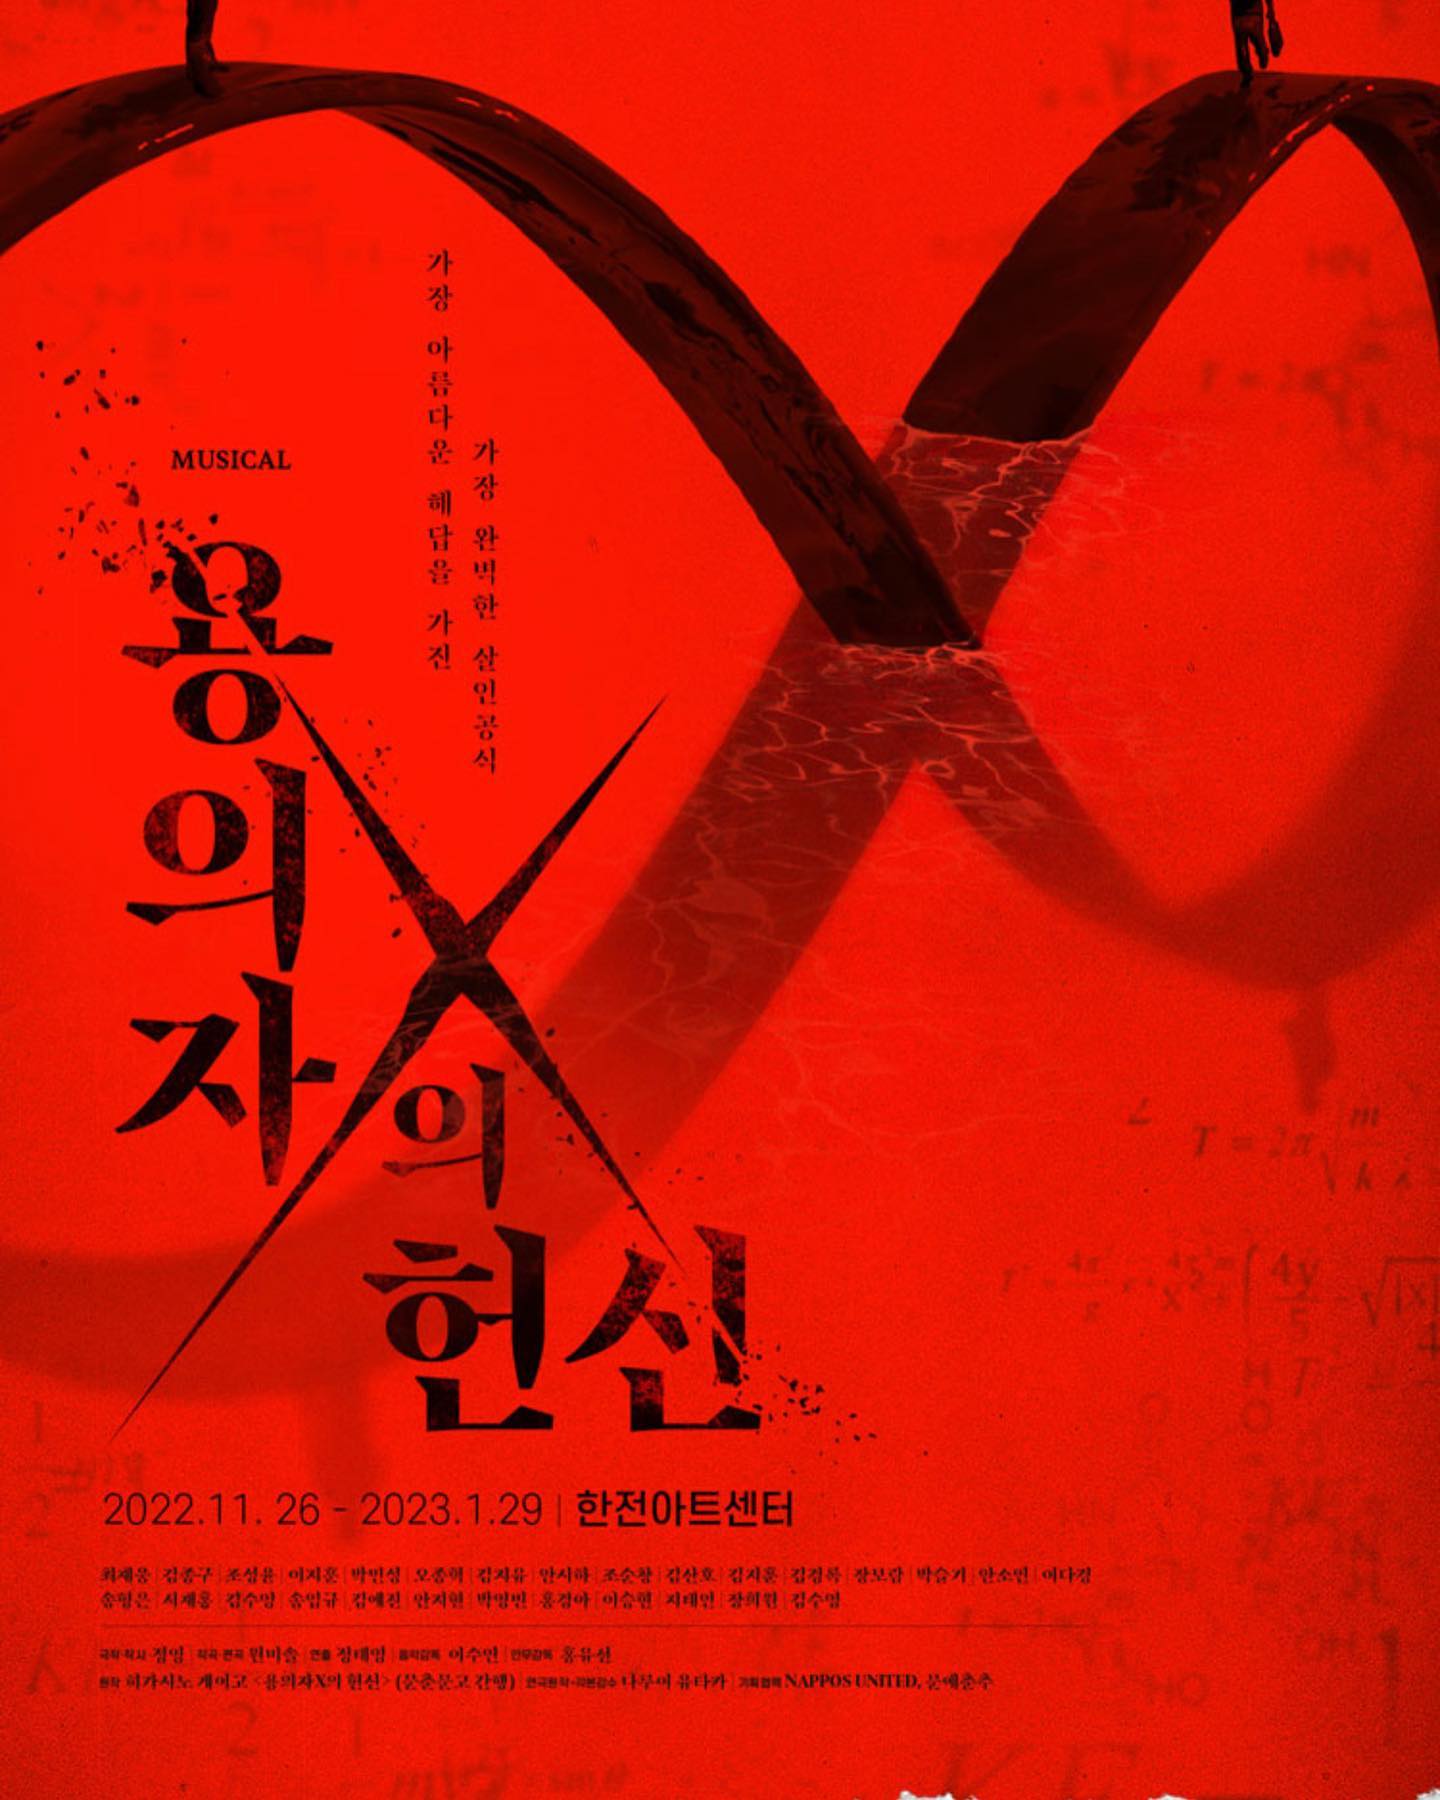 MUSICAL
가장 아름다운 해답을 가진
가장 완벽한 살인공식
용의자X의 헌신
2022.11. 26 - 2023.1.29 | 한전아트센터
최재웅 | 김종구 | 조성윤 | 이지훈 | 박민성 | 오종혁 | 김지유 | 안시하 | 조순창 | 김산호 | 김지훈 | 김경록 | 장보람 | 박슬기 | 안소민 | 이다경
송형은 | 서재홍 | 김수망 | 송임규 | 김예진 | 안지현 | 박영빈 | 홍경아 | 이승현 | 지태인 | 장희원 | 김수영
극작·작사 정영 | 작곡·편곡 원미솔 | 연출 정태영 | 음악감독 이수연 | 안무감독 홍유선
원작 히가시노 게이고 <용의자X의 헌신> (문춘문고 간행) | 연극원작·각본감수 나루이 유타카 | 기획협력 NAPPOS UNITED, 문예춘추
T = 2π √m